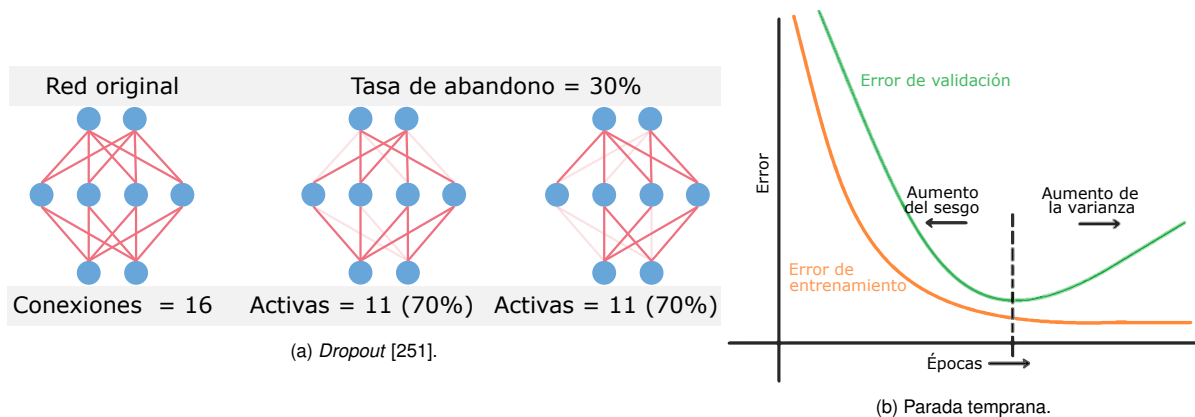 Red original
Tasa de abandono = 30%
Conexiones = 16
Activas = 11 (70%)
Activas = 11 (70%)
(a) Dropout [251].
Error
Error de validación
Aumento
del sesgo
Aumento de
la varianza
Error de
entrenamiento
Épocas
(b) Parada temprana.